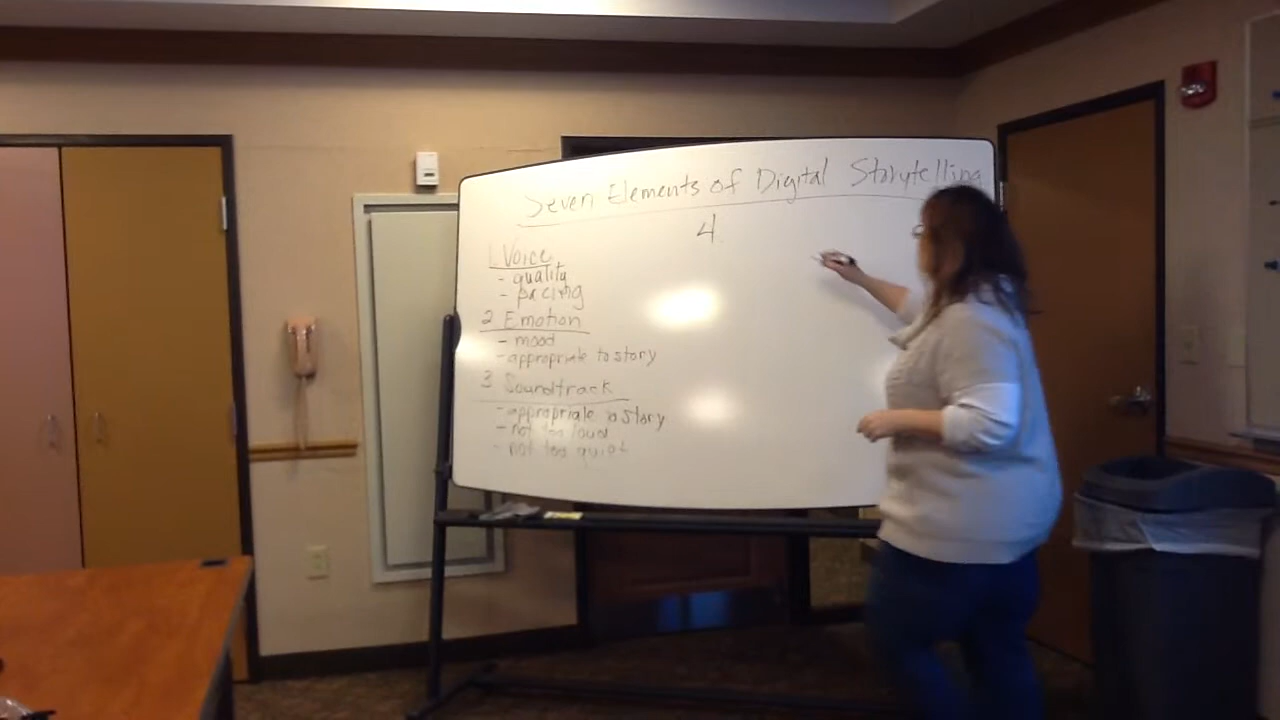 Seven Elements of Digital Storytelling
1. Voice
- quality
- pacing
2 Emotion
- mood
- appropriate to story
3 Soundtrack
- appropriate to story
- not too loud
- not too quiet
4.